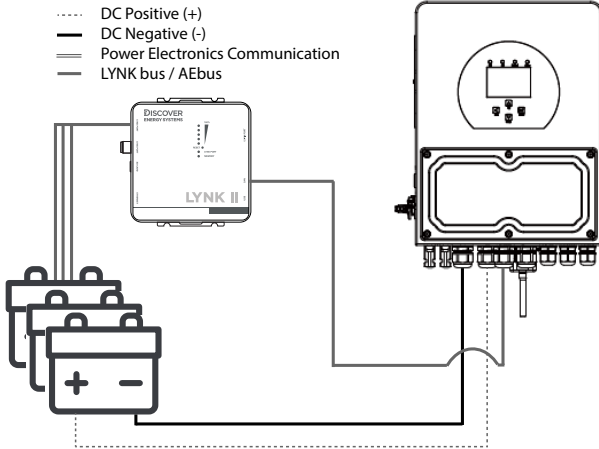 DC Positive (+)
DC Negative (-)
Power Electronics Communication
LYNK bus / AEbus
DISCOVER
ENERGY SYSTEMS
LYNK II
+ −